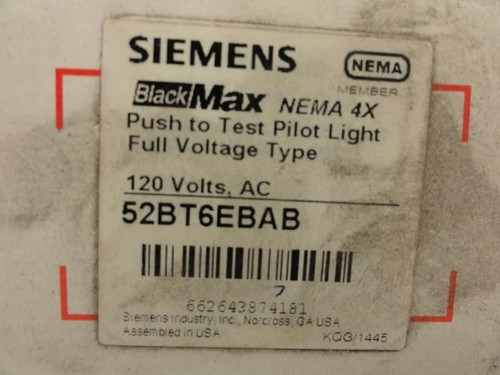 SIEMENS
NEMA
MEMBER
BlackMax NEMA 4X
Push to Test Pilot Light
Full Voltage Type
120 Volts, AC
52BT6EBAB
7
662643874181
Siemens Industry, Inc., Norcross, GA USA
Assembled in USA
KGG/1445